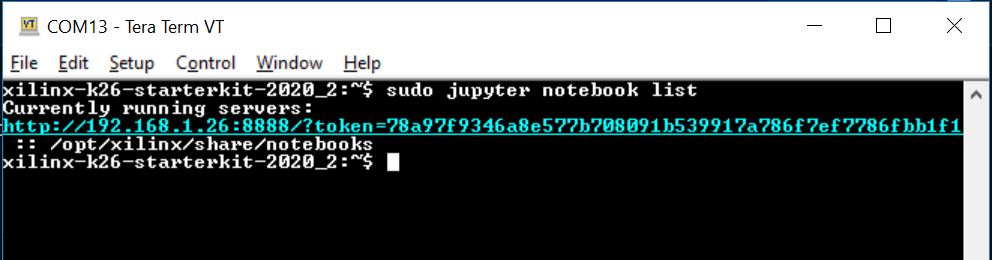 COM13 - Tera Term VT
File Edit Setup Control Window Help
xilinx-k26-starterkit-2020_2:~$ sudo jupyter notebook list
Currently running servers:
http://192.168.1.26:8888/?token=78a97f9346a8e577b708091b539917a786f7ef7786fbb1f1
:: /opt/xilinx/share/notebooks
xilinx-k26-starterkit-2020_2:~$